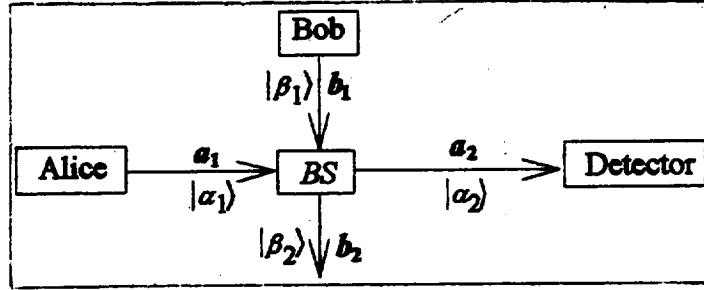 Bob
|β₁⟩ b₁
Alice
a₁
|α₁⟩
BS
a₂
|α₂⟩
Detector
|β₂⟩ b₂